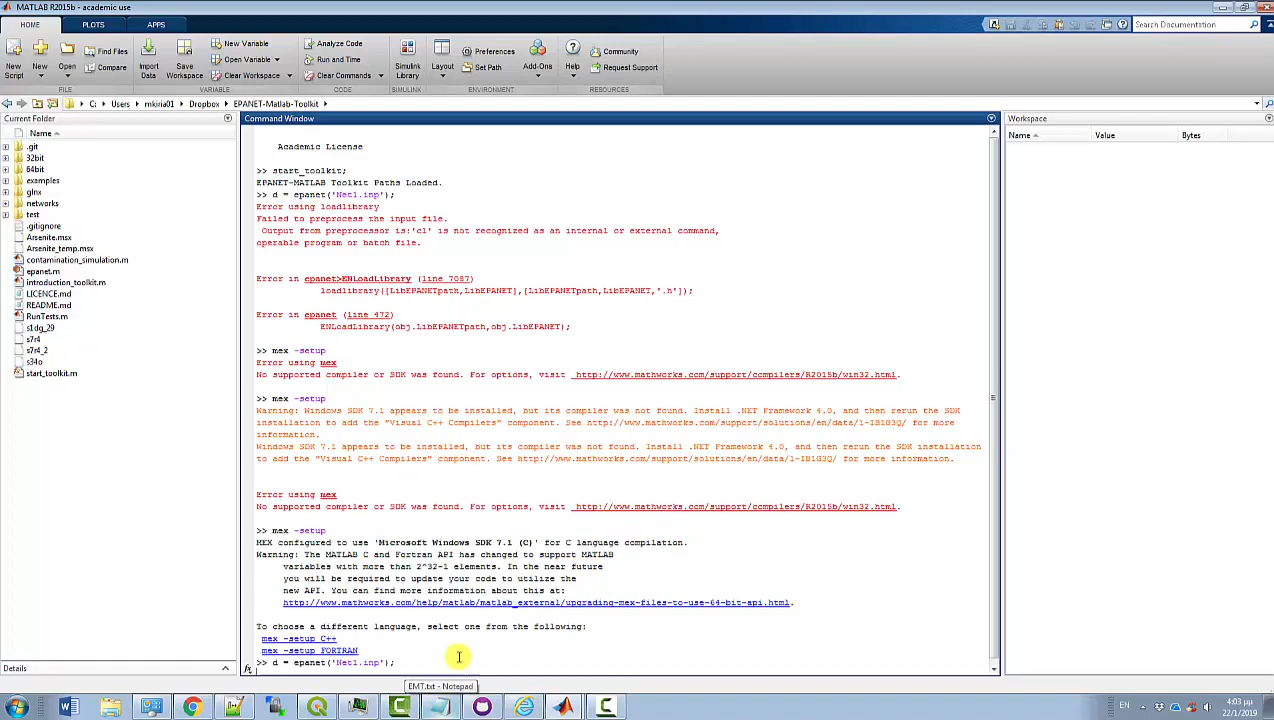 MATLAB R2015b - academic use
HOME PLOTS APPS
Search Documentation
New Script
New
Open
Find Files
Compare
Import Data
Save Workspace
New Variable
Open Variable
Clear Workspace
Analyze Code
Run and Time
Clear Commands
Simulink Library
Layout
Preferences
Set Path
Add-Ons
Help
Community
Request Support
FILE VARIABLE CODE SIMULINK ENVIRONMENT RESOURCES
C: Users mkiria01 Dropbox EPANET-Matlab-Toolkit
Current Folder
Name
.git
32bit
64bit
examples
glnx
networks
test
.gitignore
Arsenite.msx
Arsenite_temp.msx
contamination_simulation.m
epanet.m
introduction_toolkit.m
LICENCE.md
README.md
RunTests.m
s1dg_29
s7r4
s7r4_2
s34o
start_toolkit.m
Details
Command Window
Academic License
>> start_toolkit;
EPANET-MATLAB Toolkit Paths Loaded.
>> d = epanet('Net1.inp');
Error using loadlibrary
Failed to preprocess the input file.
Output from preprocessor is:'cl' is not recognized as an internal or external command,
operable program or batch file.
Error in epanet>ENLoadLibrary (line 7087)
loadlibrary([LibEPANETpath,LibEPANET],[LibEPANETpath,LibEPANET,'.h']);
Error in epanet (line 472)
ENLoadLibrary(obj.LibEPANETpath,obj.LibEPANET);
>> mex -setup
Error using mex
No supported compiler or SDK was found. For options, visit http://www.mathworks.com/support/compilers/R2015b/win32.html.
>> mex -setup
Warning: Windows SDK 7.1 appears to be installed, but its compiler was not found. Install .NET Framework 4.0, and then rerun the SDK
installation to add the "Visual C++ Compilers" component. See http://www.mathworks.com/support/solutions/en/data/1-IB1G3Q/ for more
information.
Windows SDK 7.1 appears to be installed, but its compiler was not found. Install .NET Framework 4.0, and then rerun the SDK installation
to add the "Visual C++ Compilers" component. See http://www.mathworks.com/support/solutions/en/data/1-IB1G3Q/ for more information.
Error using mex
No supported compiler or SDK was found. For options, visit http://www.mathworks.com/support/compilers/R2015b/win32.html.
>> mex -setup
MEX configured to use 'Microsoft Windows SDK 7.1 (C)' for C language compilation.
Warning: The MATLAB C and Fortran API has changed to support MATLAB
variables with more than 2^32-1 elements. In the near future
you will be required to update your code to utilize the
new API. You can find more information about this at:
http://www.mathworks.com/help/matlab/matlab_external/upgrading-mex-files-to-use-64-bit-api.html.
To choose a different language, select one from the following:
mex -setup C++
mex -setup FORTRAN
>> d = epanet('Net1.inp');
fx
Workspace
Name Value Bytes
EMT.txt - Notepad
EN
4:03 μμ
22/1/2019